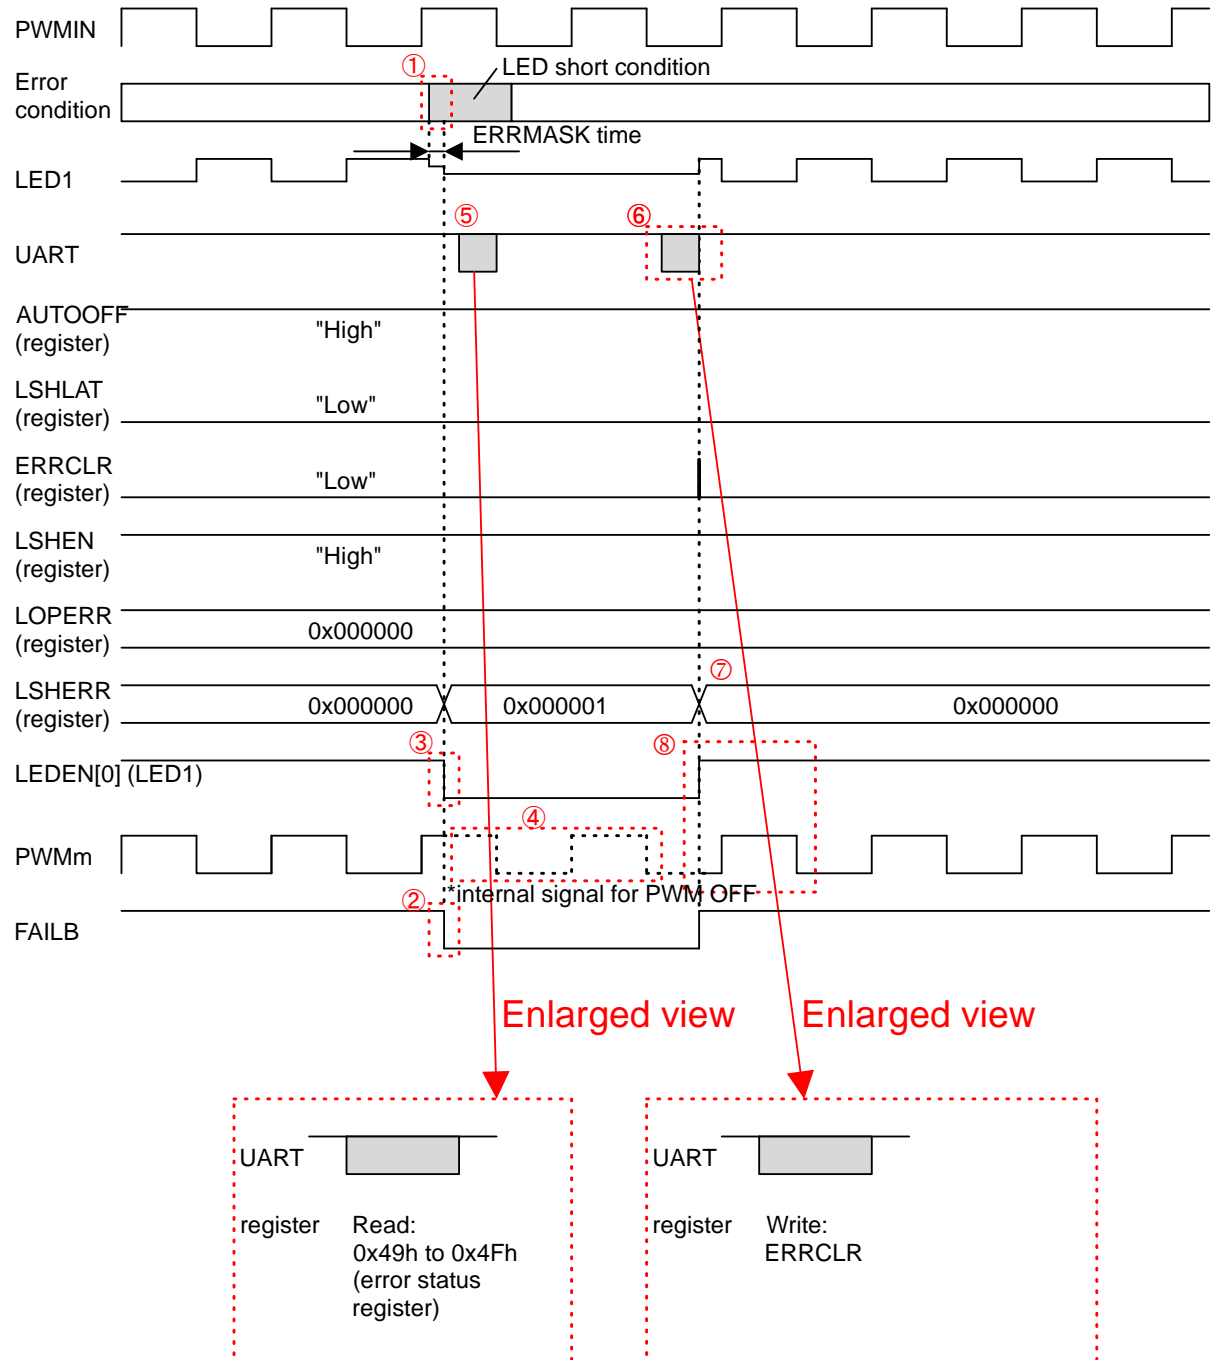 PWMIN
①
LED short condition
Error
condition
ERRMASK time
LED1
⑤
⑥
UART
AUTOOFF
(register)
"High"
LSHLAT
(register)
"Low"
ERRCLR
(register)
"Low"
LSHEN
(register)
"High"
LOPERR
(register)
0x000000
⑦
LSHERR
(register)
0x000000
0x000001
0x000000
③
⑧
LEDEN[0] (LED1)
④
PWMm
*internal signal for PWM OFF
②
FAILB
Enlarged view
Enlarged view
UART
register
Read:
0x49h to 0x4Fh
(error status
register)
UART
register
Write:
ERRCLR